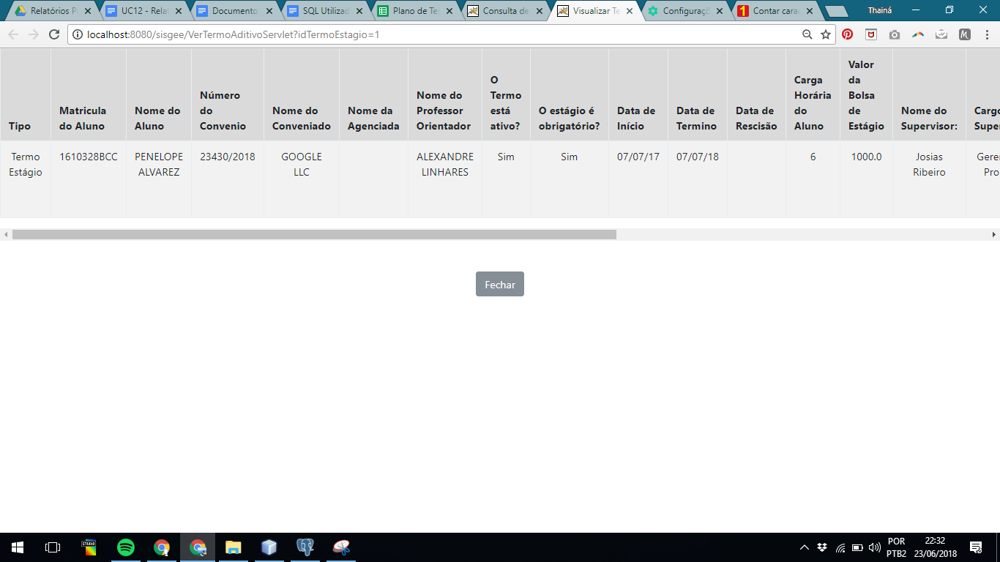 Relatórios P
UC12 - Relat
Documento
SQL Utilizad
Plano de Tes
Consulta de
Visualizar Te
Configuraçõ
1 Contar cara
Thainá
localhost:8080/sisgee/VerTermoAditivoServlet?idTermoEstagio=1
Tipo
Matricula
do Aluno
Nome do
Aluno
Número
do
Convenio
Nome do
Conveniado
Nome da
Agenciada
Nome do
Professor
Orientador
O
Termo
está
ativo?
O estágio é
obrigatório?
Data de
Início
Data de
Termino
Data de
Rescisão
Carga
Horária
do
Aluno
Valor
da
Bolsa
de
Estágio
Nome do
Supervisor:
Cargo
Super
Termo
Estágio
1610328BCC
PENELOPE
ALVAREZ
23430/2018
GOOGLE
LLC
ALEXANDRE
LINHARES
Sim
Sim
07/07/17
07/07/18
6
1000.0
Josias
Ribeiro
Geren
Pro
Fechar
STUDIO
POR
PTB2
22:32
23/06/2018